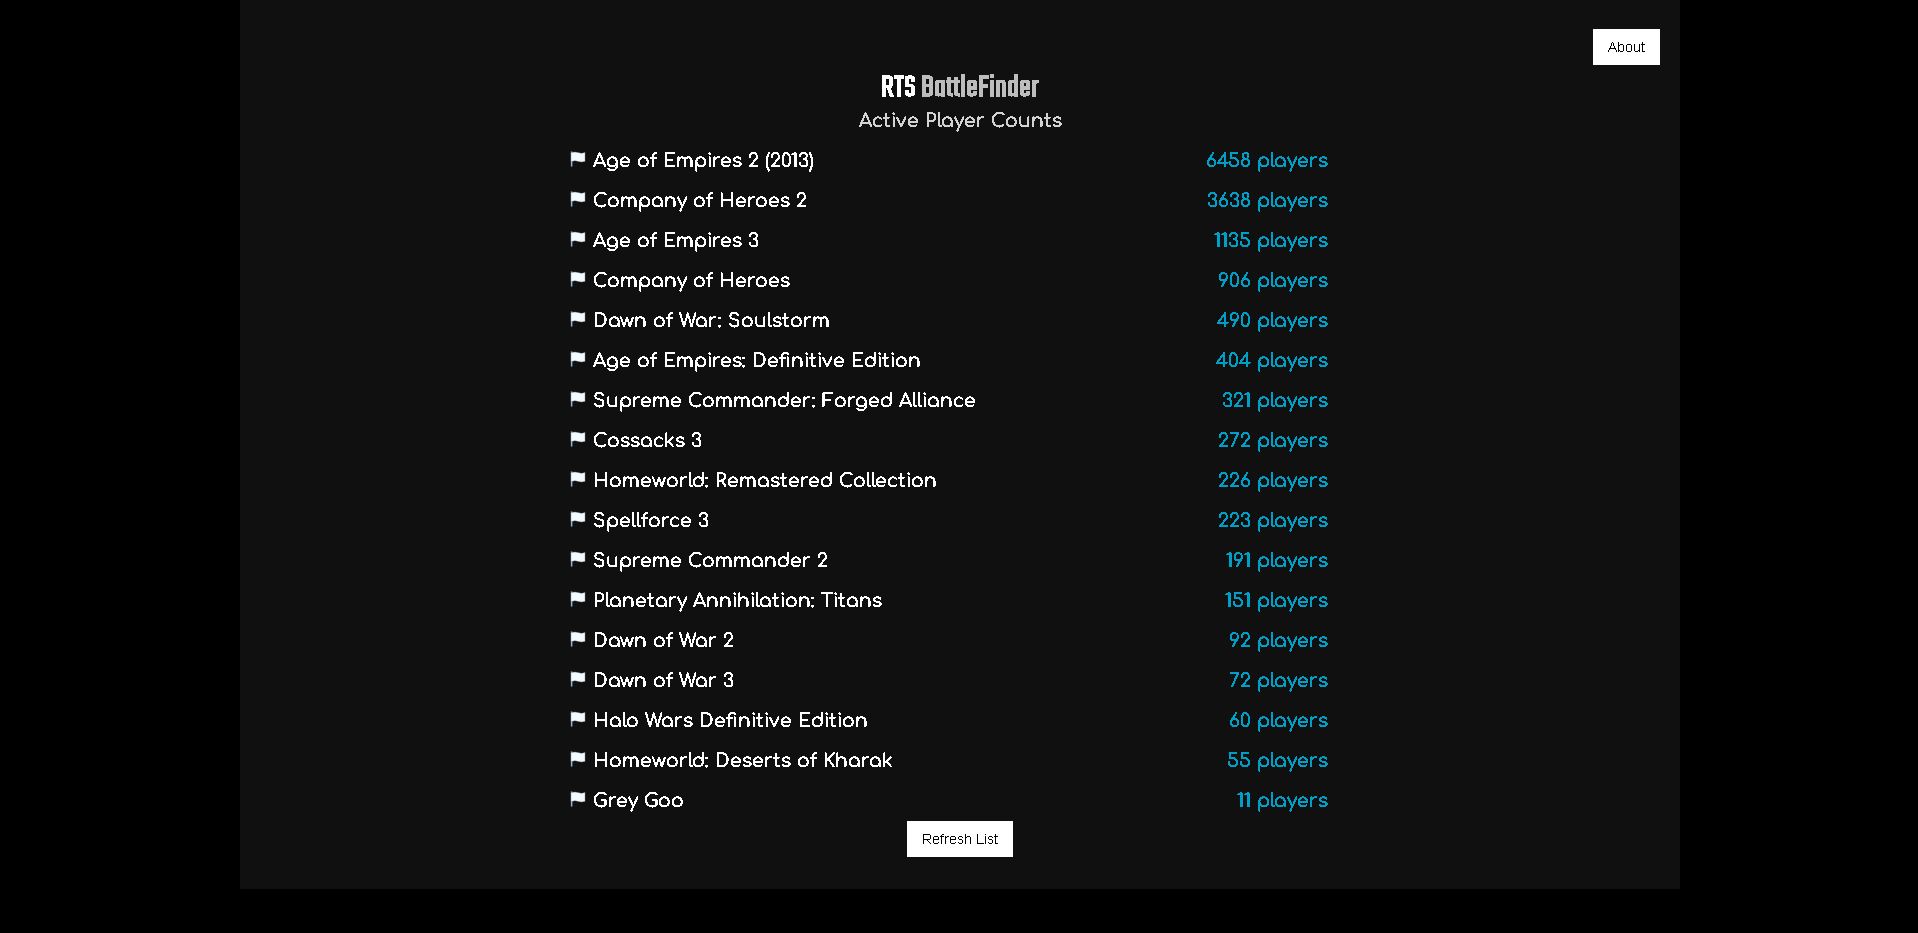 About
RTS BattleFinder
Active Player Counts
Age of Empires 2 (2013) 6458 players
Company of Heroes 2 3638 players
Age of Empires 3 1135 players
Company of Heroes 906 players
Dawn of War: Soulstorm 490 players
Age of Empires: Definitive Edition 404 players
Supreme Commander: Forged Alliance 321 players
Cossacks 3 272 players
Homeworld: Remastered Collection 226 players
Spellforce 3 223 players
Supreme Commander 2 191 players
Planetary Annihilation: Titans 151 players
Dawn of War 2 92 players
Dawn of War 3 72 players
Halo Wars Definitive Edition 60 players
Homeworld: Deserts of Kharak 55 players
Grey Goo 11 players
Refresh List